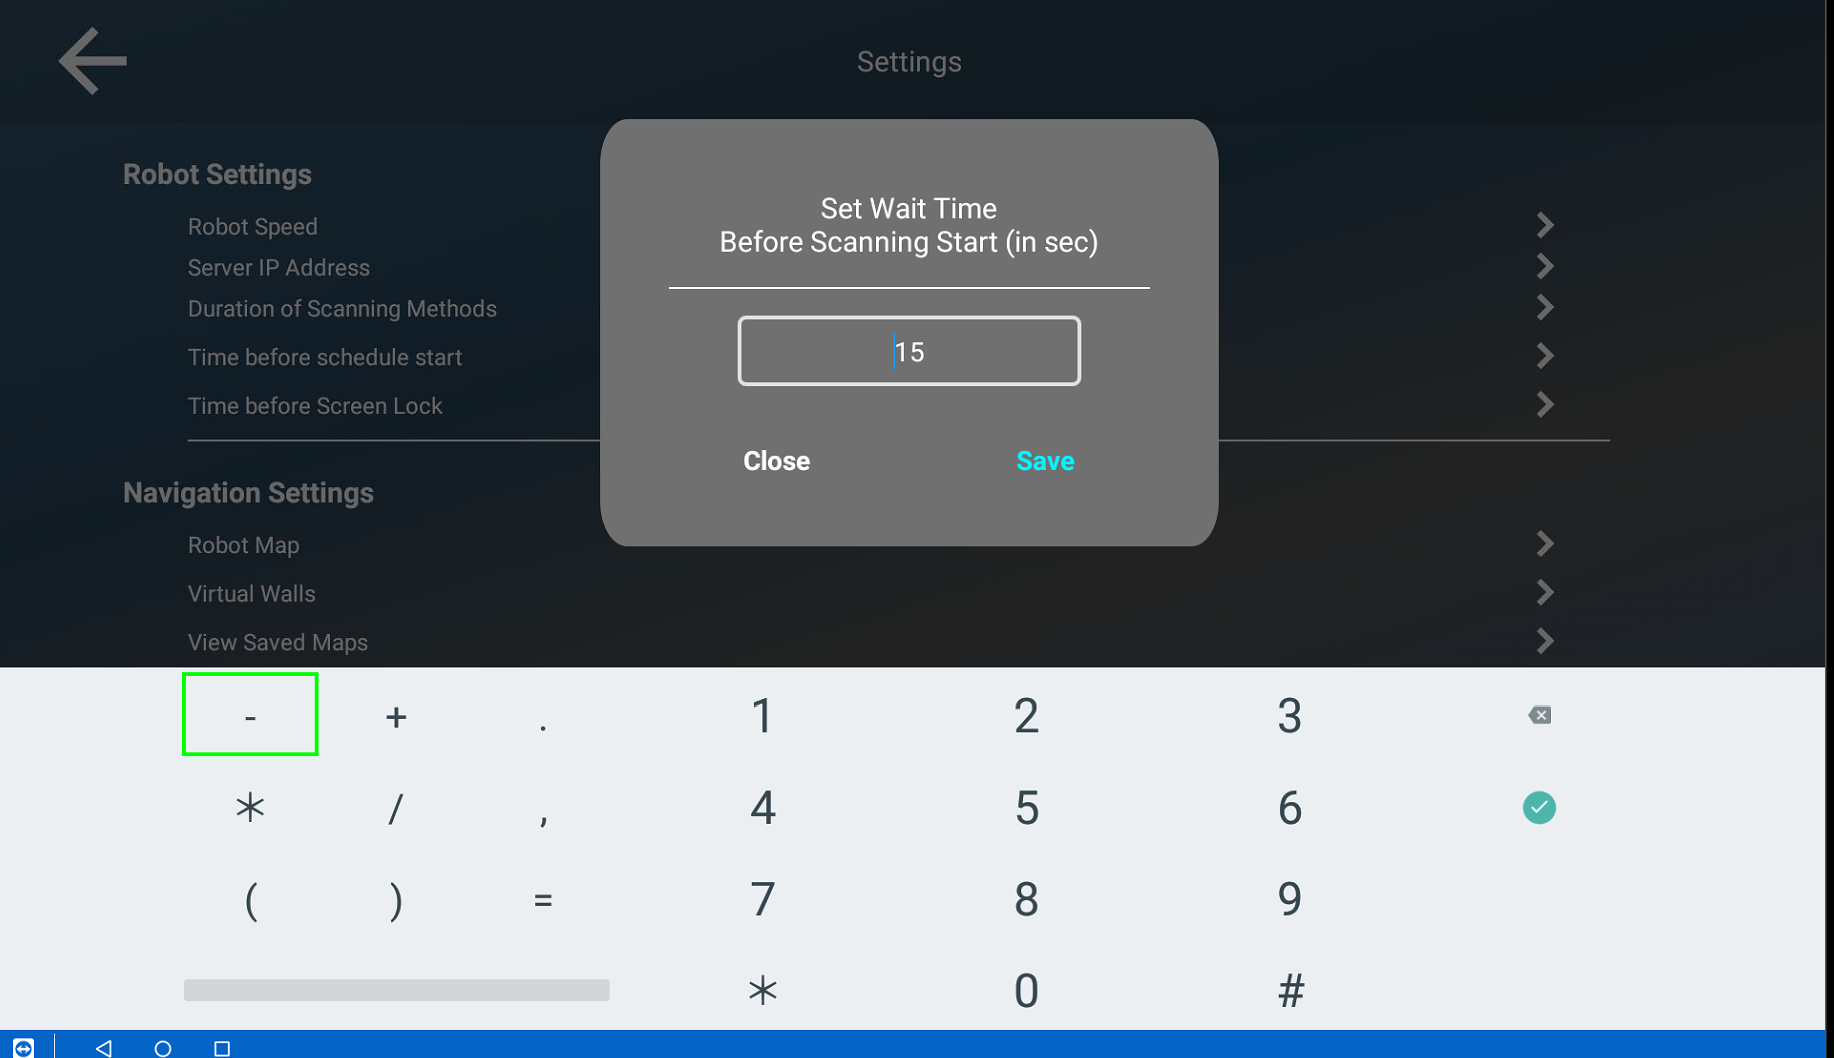 Settings
Set Wait Time
Before Scanning Start (in sec)
15
Close Save
Robot Settings
Robot Speed
Server IP Address
Duration of Scanning Methods
Time before schedule start
Time before Screen Lock
Navigation Settings
Robot Map
Virtual Walls
View Saved Maps
- + . 1 2 3
* / , 4 5 6
( ) = 7 8 9
* 0 #